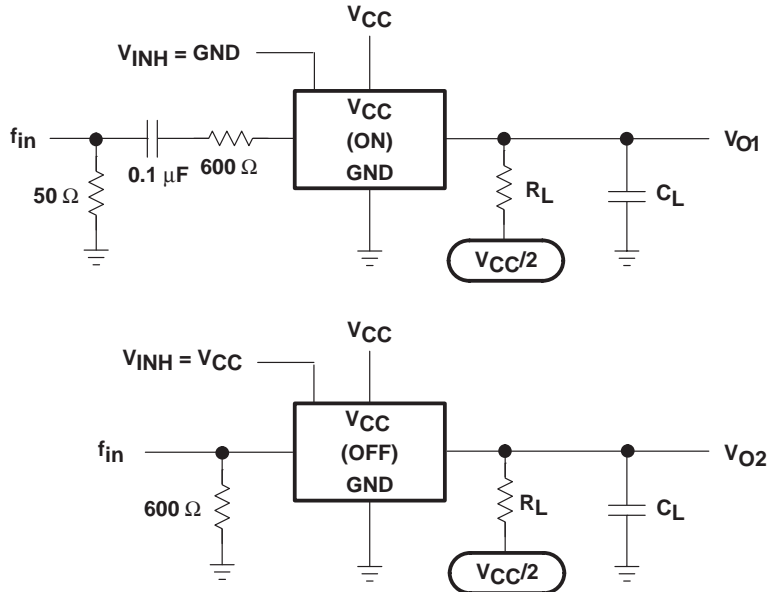 VCC
VINH = GND
VCC
(ON)
GND
fin
0.1 μF
600 Ω
50 Ω
RL
CL
VO1
VCC/2
VCC
VINH = VCC
VCC
(OFF)
GND
fin
600 Ω
RL
CL
VO2
VCC/2